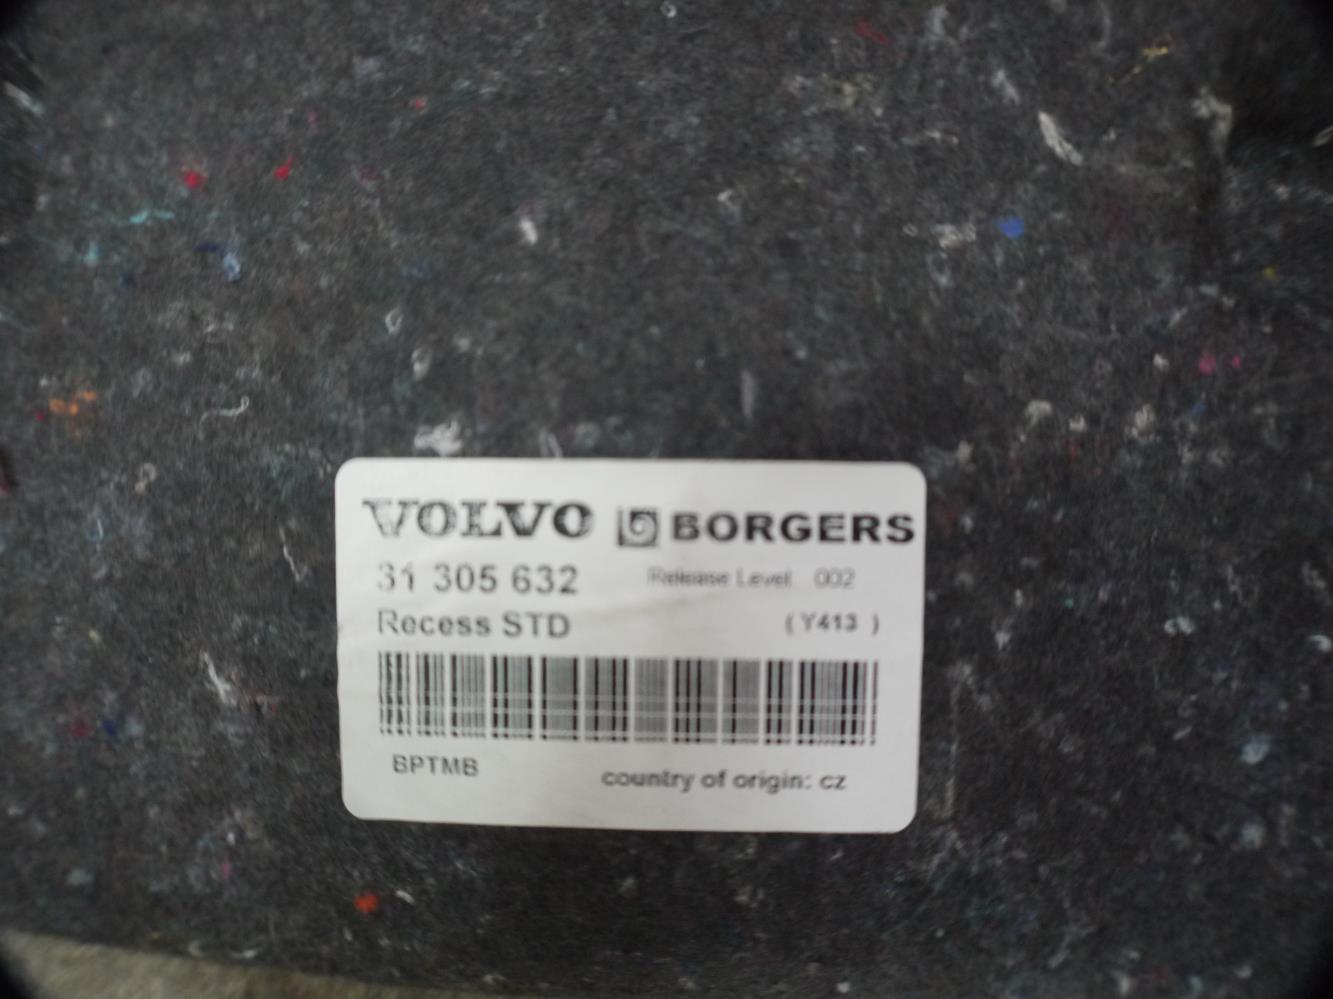 VOLVO BORGERS
31 305 632 Release Level 002
Recess STD ( Y413 )
BPTMB
country of origin: cz